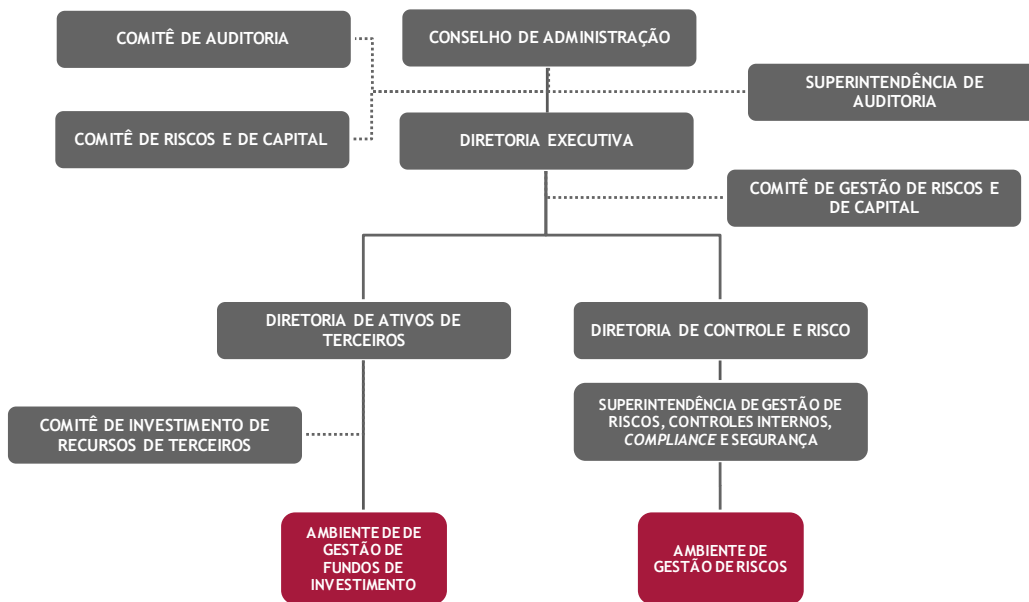 COMITÊ DE AUDITORIA
CONSELHO DE ADMINISTRAÇÃO
SUPERINTENDÊNCIA DE
AUDITORIA
COMITÊ DE RISCOS E DE CAPITAL
DIRETORIA EXECUTIVA
COMITÊ DE GESTÃO DE RISCOS E
DE CAPITAL
DIRETORIA DE ATIVOS DE
TERCEIROS
DIRETORIA DE CONTROLE E RISCO
COMITÊ DE INVESTIMENTO DE
RECURSOS DE TERCEIROS
SUPERINTENDÊNCIA DE GESTÃO DE
RISCOS, CONTROLES INTERNOS,
COMPLIANCE E SEGURANÇA
AMBIENTE DE DE
GESTÃO DE
FUNDOS DE
INVESTIMENTO
AMBIENTE DE
GESTÃO DE RISCOS